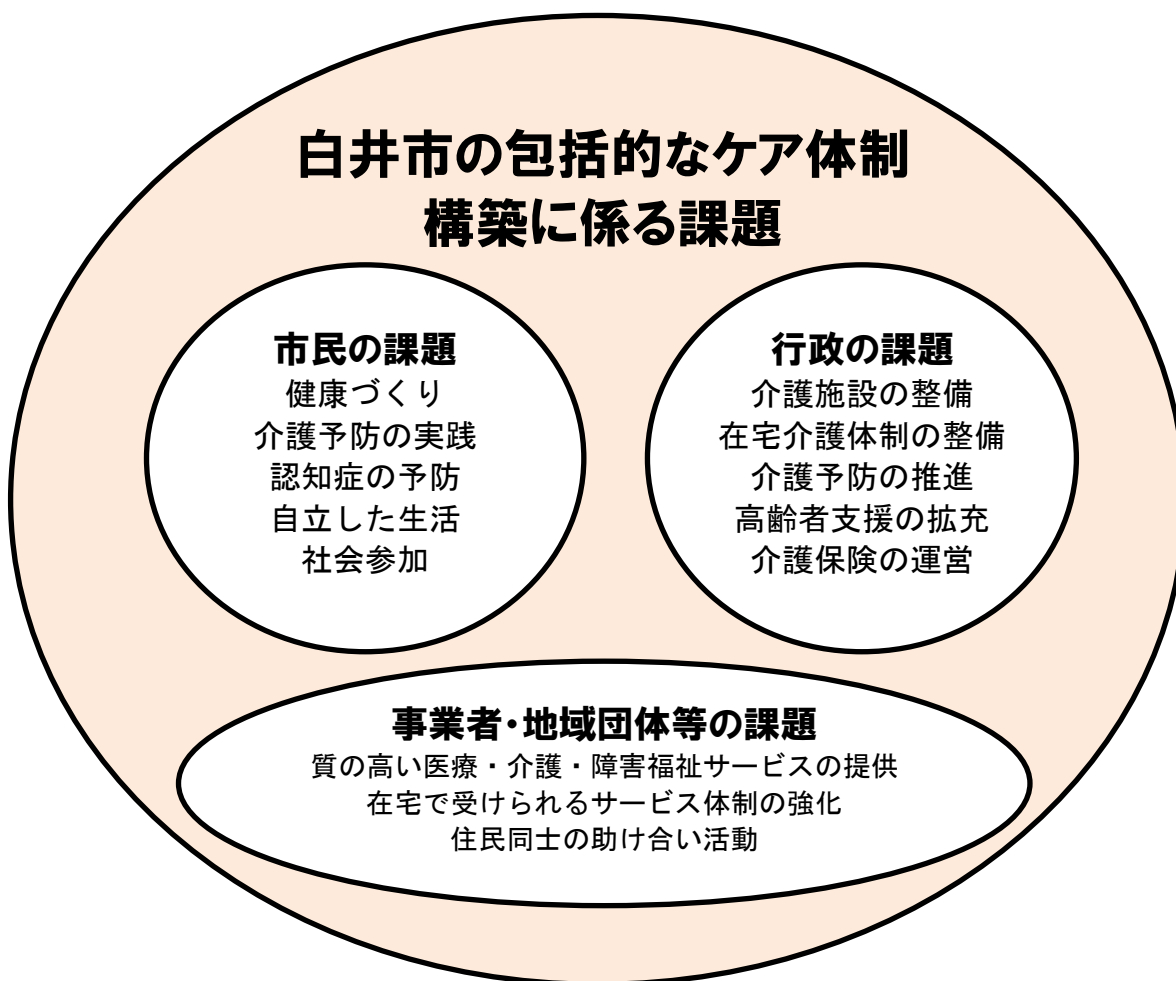 白井市の包括的なケア体制
構築に係る課題
市民の課題
健康づくり
介護予防の実践
認知症の予防
自立した生活
社会参加
行政の課題
介護施設の整備
在宅介護体制の整備
介護予防の推進
高齢者支援の拡充
介護保険の運営
事業者・地域団体等の課題
質の高い医療・介護・障害福祉サービスの提供
在宅で受けられるサービス体制の強化
住民同士の助け合い活動